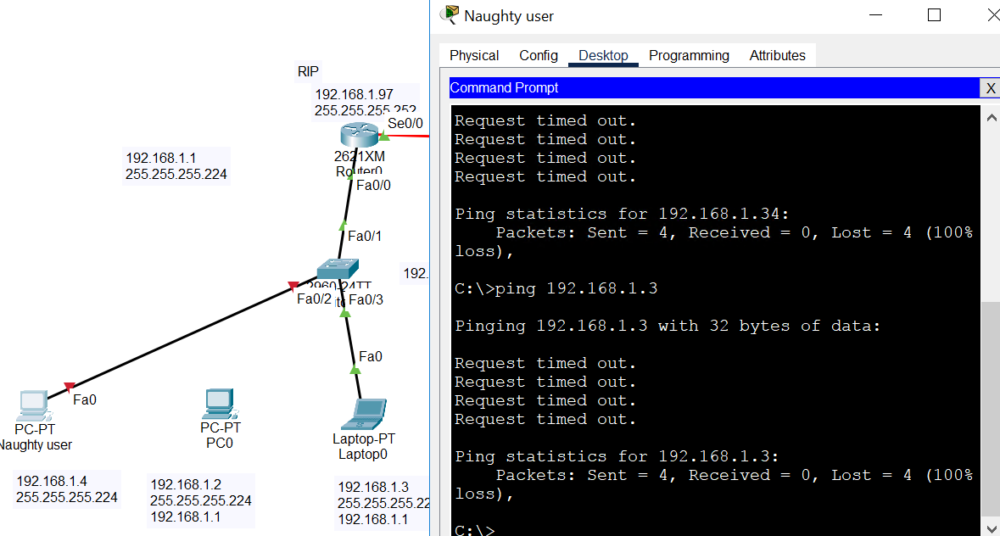 RIP
192.168.1.97
255.255.255.252
Se0/0
2621XM
Router0
Fa0/0
192.168.1.1
255.255.255.224
Fa0/1
192.
2960-24TT
Fa0/2
Fa0/3
Fa0
Fa0
PC-PT
Naughty user
PC-PT
PC0
Laptop-PT
Laptop0
192.168.1.4
255.255.255.224
192.168.1.2
255.255.255.224
192.168.1.1
192.168.1.3
255.255.255.22
192.168.1.1
Naughty user
Physical Config Desktop Programming Attributes
Command Prompt
X
Request timed out.
Request timed out.
Request timed out.
Request timed out.
Ping statistics for 192.168.1.34:
Packets: Sent = 4, Received = 0, Lost = 4 (100%
loss),
C:\>ping 192.168.1.3
Pinging 192.168.1.3 with 32 bytes of data:
Request timed out.
Request timed out.
Request timed out.
Request timed out.
Ping statistics for 192.168.1.3:
Packets: Sent = 4, Received = 0, Lost = 4 (100%
loss),
C:\>